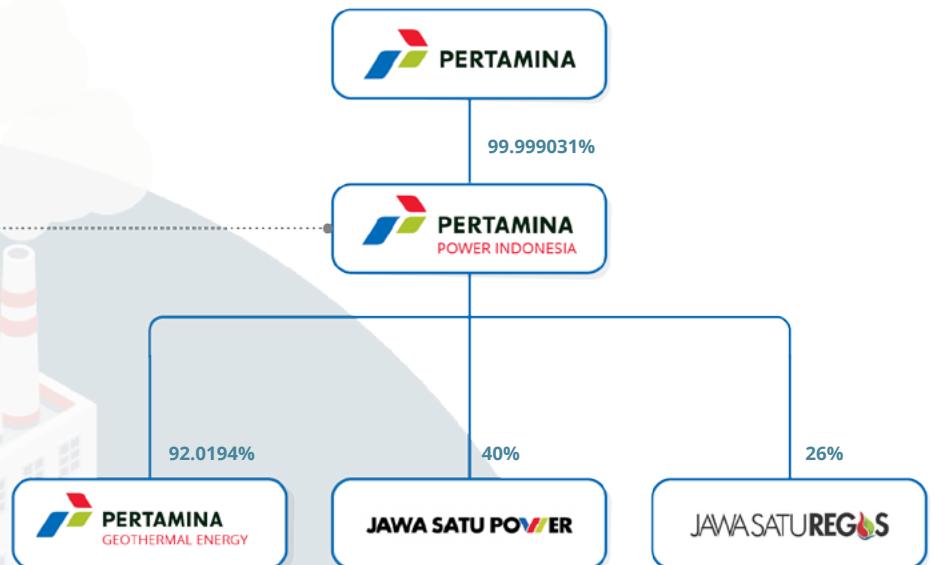 PERTAMINA
99.999031%
PERTAMINA
POWER INDONESIA
92.0194%
40%
26%
PERTAMINA
GEOTHERMAL ENERGY
JAWA SATU POWER
JAWA SATU REGAS